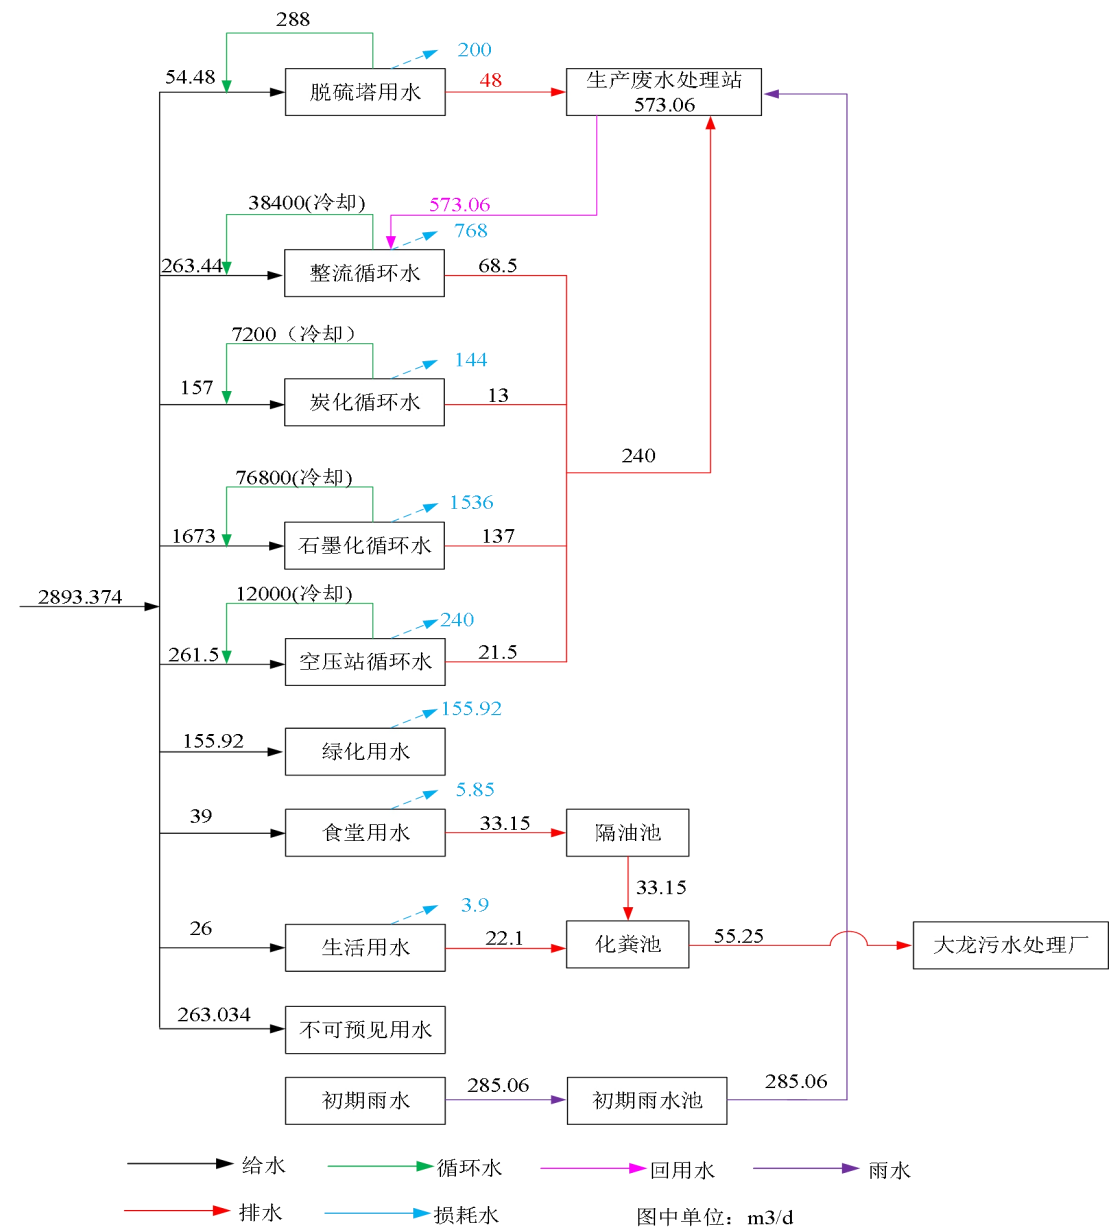 288
200
54.48
脱硫塔用水
48
生产废水处理站
573.06
38400(冷却)
573.06
768
263.44
整流循环水
68.5
7200（冷却）
144
157
炭化循环水
13
240
76800(冷却)
1536
1673
石墨化循环水
137
2893.374
12000(冷却)
240
261.5
空压站循环水
21.5
155.92
155.92
绿化用水
5.85
39
食堂用水
33.15
隔油池
33.15
3.9
26
生活用水
22.1
化粪池
55.25
大龙污水处理厂
263.034
不可预见用水
初期雨水
285.06
初期雨水池
285.06
给水
循环水
回用水
雨水
排水
损耗水
图中单位：m3/d